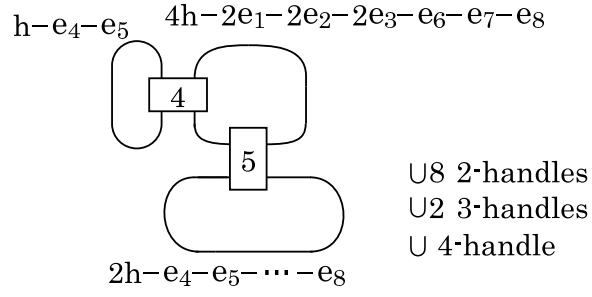 h−e₄−e₅
4h−2e₁−2e₂−2e₃−e₆−e₇−e₈
4
5
∪8 2-handles
∪2 3-handles
∪ 4-handle
2h−e₄−e₅−⋯−e₈